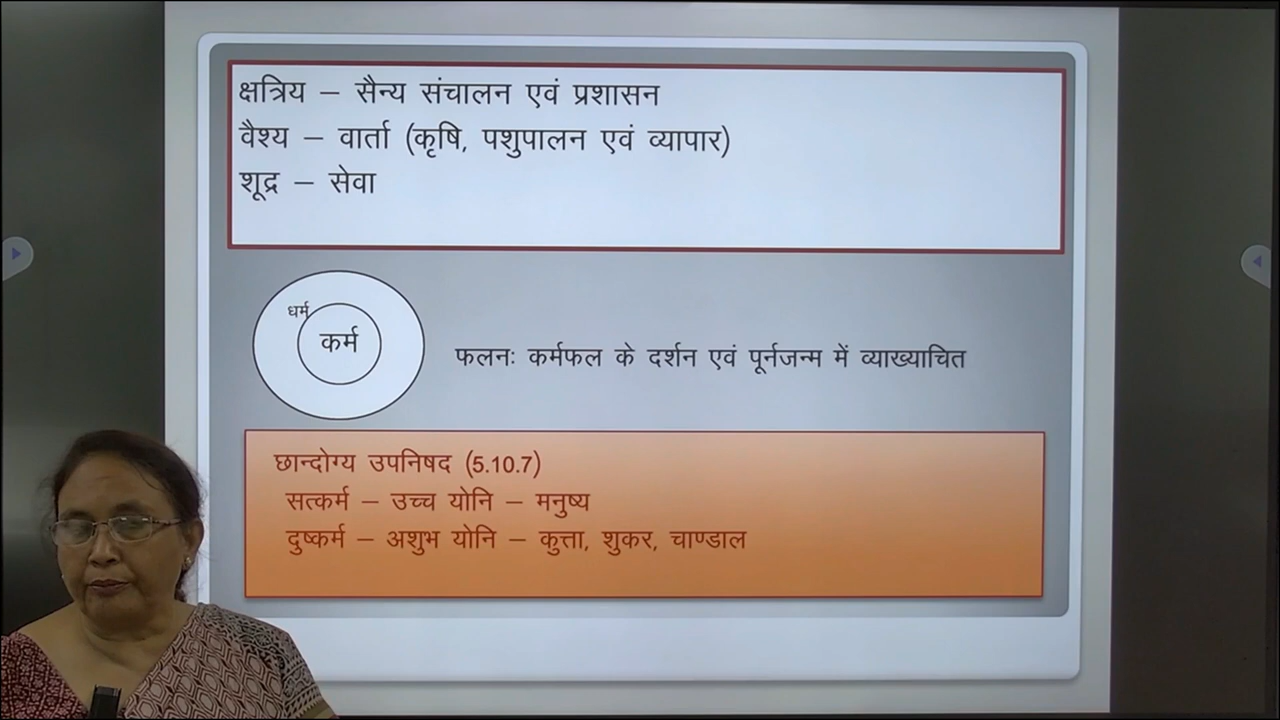 क्षत्रिय – सैन्य संचालन एवं प्रशासन
वैश्य – वार्ता (कृषि, पशुपालन एवं व्यापार)
शूद्र – सेवा
धर्म
कर्म
फलनः कर्मफल के दर्शन एवं पूर्नजन्म में व्याख्याचित
छान्दोग्य उपनिषद (5.10.7)
सत्कर्म – उच्च योनि – मनुष्य
दुष्कर्म – अशुभ योनि – कुत्ता, शुकर, चाण्डाल